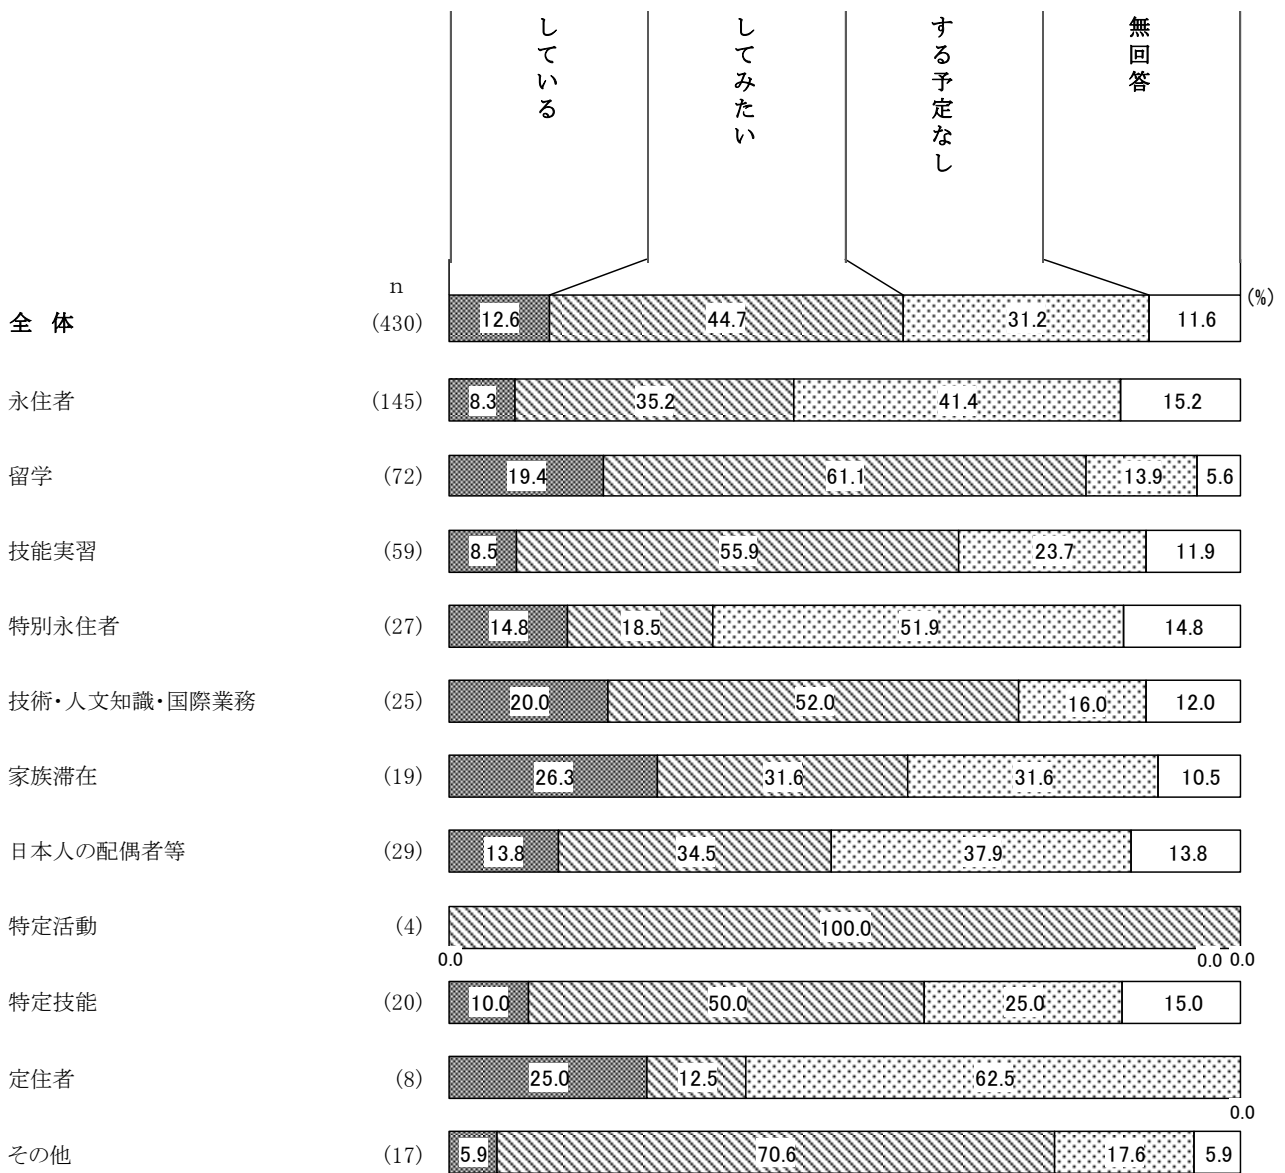 している
してみたい
する予定なし
無回答
n
(%)
全 体 (430) 12.6 44.7 31.2 11.6
永住者 (145) 8.3 35.2 41.4 15.2
留学 (72) 19.4 61.1 13.9 5.6
技能実習 (59) 8.5 55.9 23.7 11.9
特別永住者 (27) 14.8 18.5 51.9 14.8
技術・人文知識・国際業務 (25) 20.0 52.0 16.0 12.0
家族滞在 (19) 26.3 31.6 31.6 10.5
日本人の配偶者等 (29) 13.8 34.5 37.9 13.8
特定活動 (4) 100.0
0.0 0.0 0.0
特定技能 (20) 10.0 50.0 25.0 15.0
定住者 (8) 25.0 12.5 62.5
0.0
その他 (17) 5.9 70.6 17.6 5.9